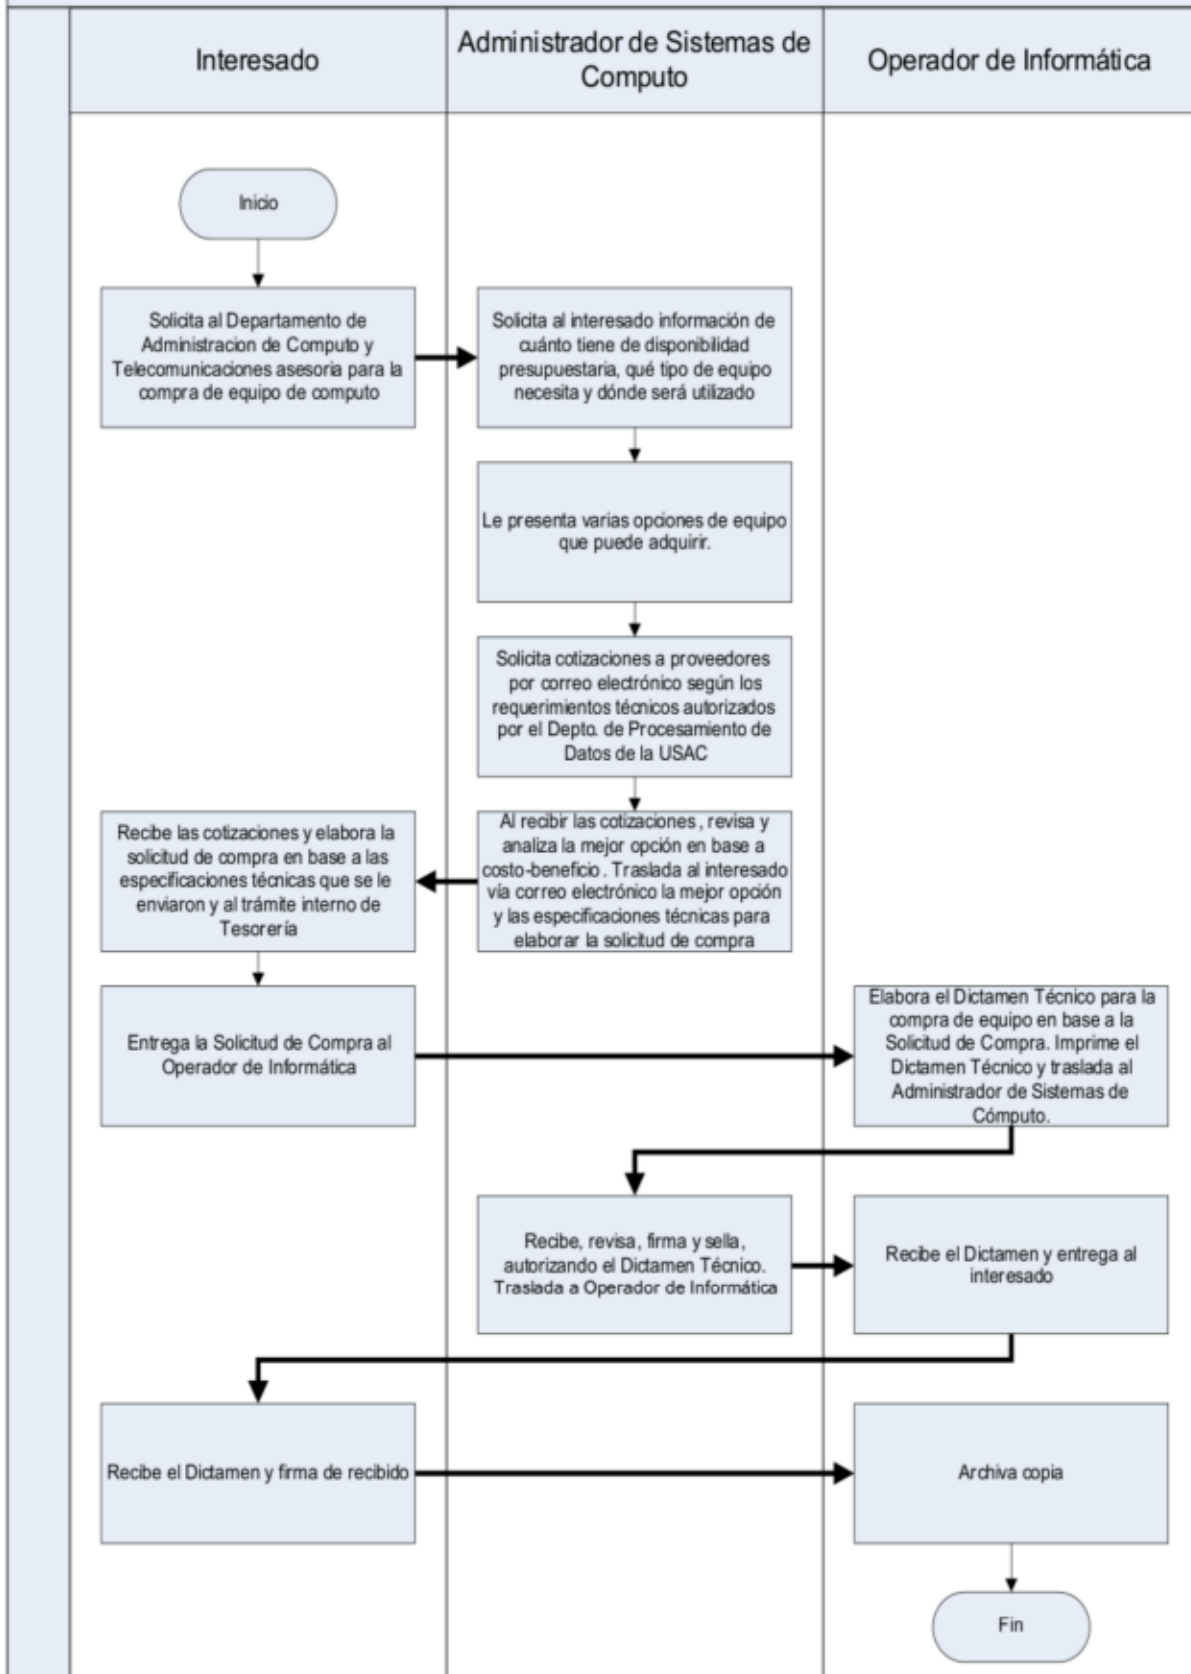 Interesado
Administrador de Sistemas de
Computo
Operador de Informática
Inicio
Solicita al Departamento de
Administracion de Computo y
Telecomunicaciones asesoria para la
compra de equipo de computo
Solicita al interesado información de
cuánto tiene de disponibilidad
presupuestaria, qué tipo de equipo
necesita y dónde será utilizado
Le presenta varias opciones de equipo
que puede adquirir.
Solicita cotizaciones a proveedores
por correo electrónico según los
requerimientos técnicos autorizados
por el Depto. de Procesamiento de
Datos de la USAC
Al recibir las cotizaciones, revisa y
analiza la mejor opción en base a
costo-beneficio. Traslada al interesado
vía correo electrónico la mejor opción
y las especificaciones técnicas para
elaborar la solicitud de compra
Recibe las cotizaciones y elabora la
solicitud de compra en base a las
especificaciones técnicas que se le
enviaron y al trámite interno de
Tesorería
Entrega la Solicitud de Compra al
Operador de Informática
Elabora el Dictamen Técnico para la
compra de equipo en base a la
Solicitud de Compra. Imprime el
Dictamen Técnico y traslada al
Administrador de Sistemas de
Cómputo.
Recibe, revisa, firma y sella,
autorizando el Dictamen Técnico.
Traslada a Operador de Informática
Recibe el Dictamen y entrega al
interesado
Recibe el Dictamen y firma de recibido
Archiva copia
Fin